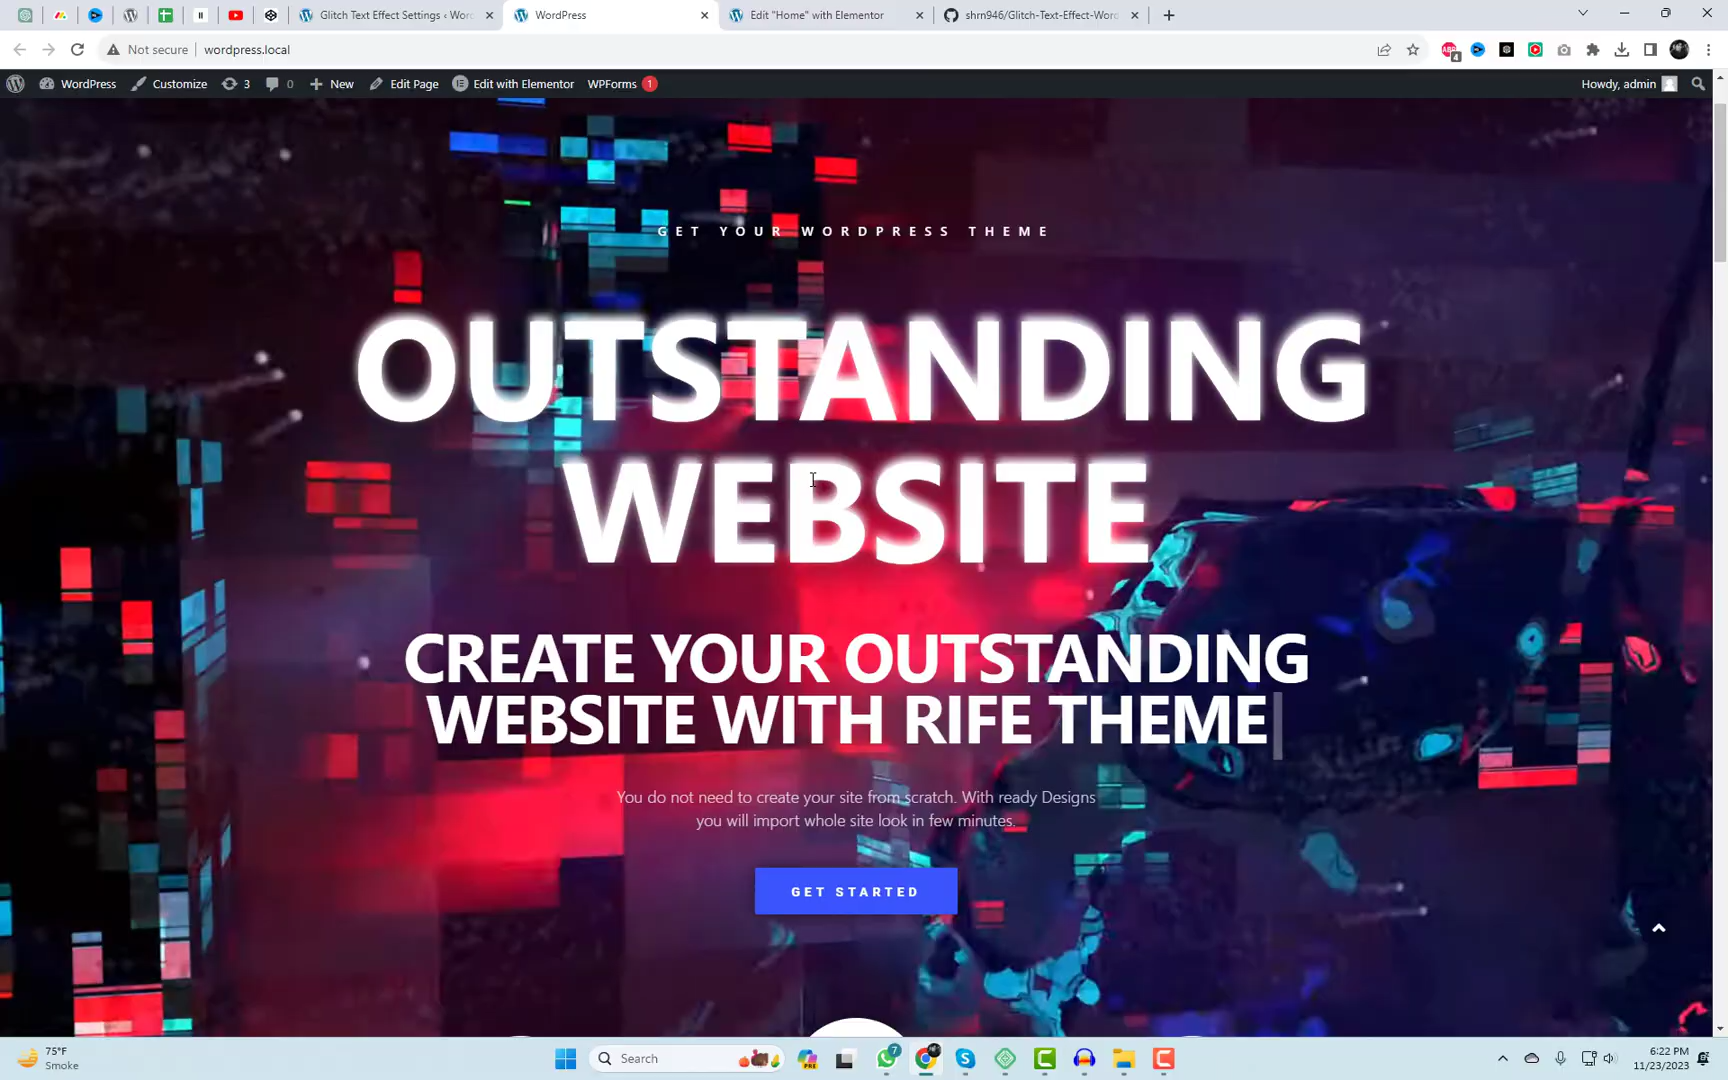 Glitch Text Effect Settings ‹ Worc
WordPress
Edit "Home" with Elementor
shrn946/Glitch-Text-Effect-Word
Not secure
wordpress.local
4
WordPress
Customize
3
0
New
Edit Page
Edit with Elementor
WPForms
1
Howdy, admin
GET YOUR WORDPRESS THEME
OUTSTANDING
WEBSITE
CREATE YOUR OUTSTANDING
WEBSITE WITH RIFE THEME
You do not need to create your site from scratch. With ready Designs
you will import whole site look in few minutes.
GET STARTED
75°F
Smoke
Search
PRE
7
6:22 PM
11/23/2023